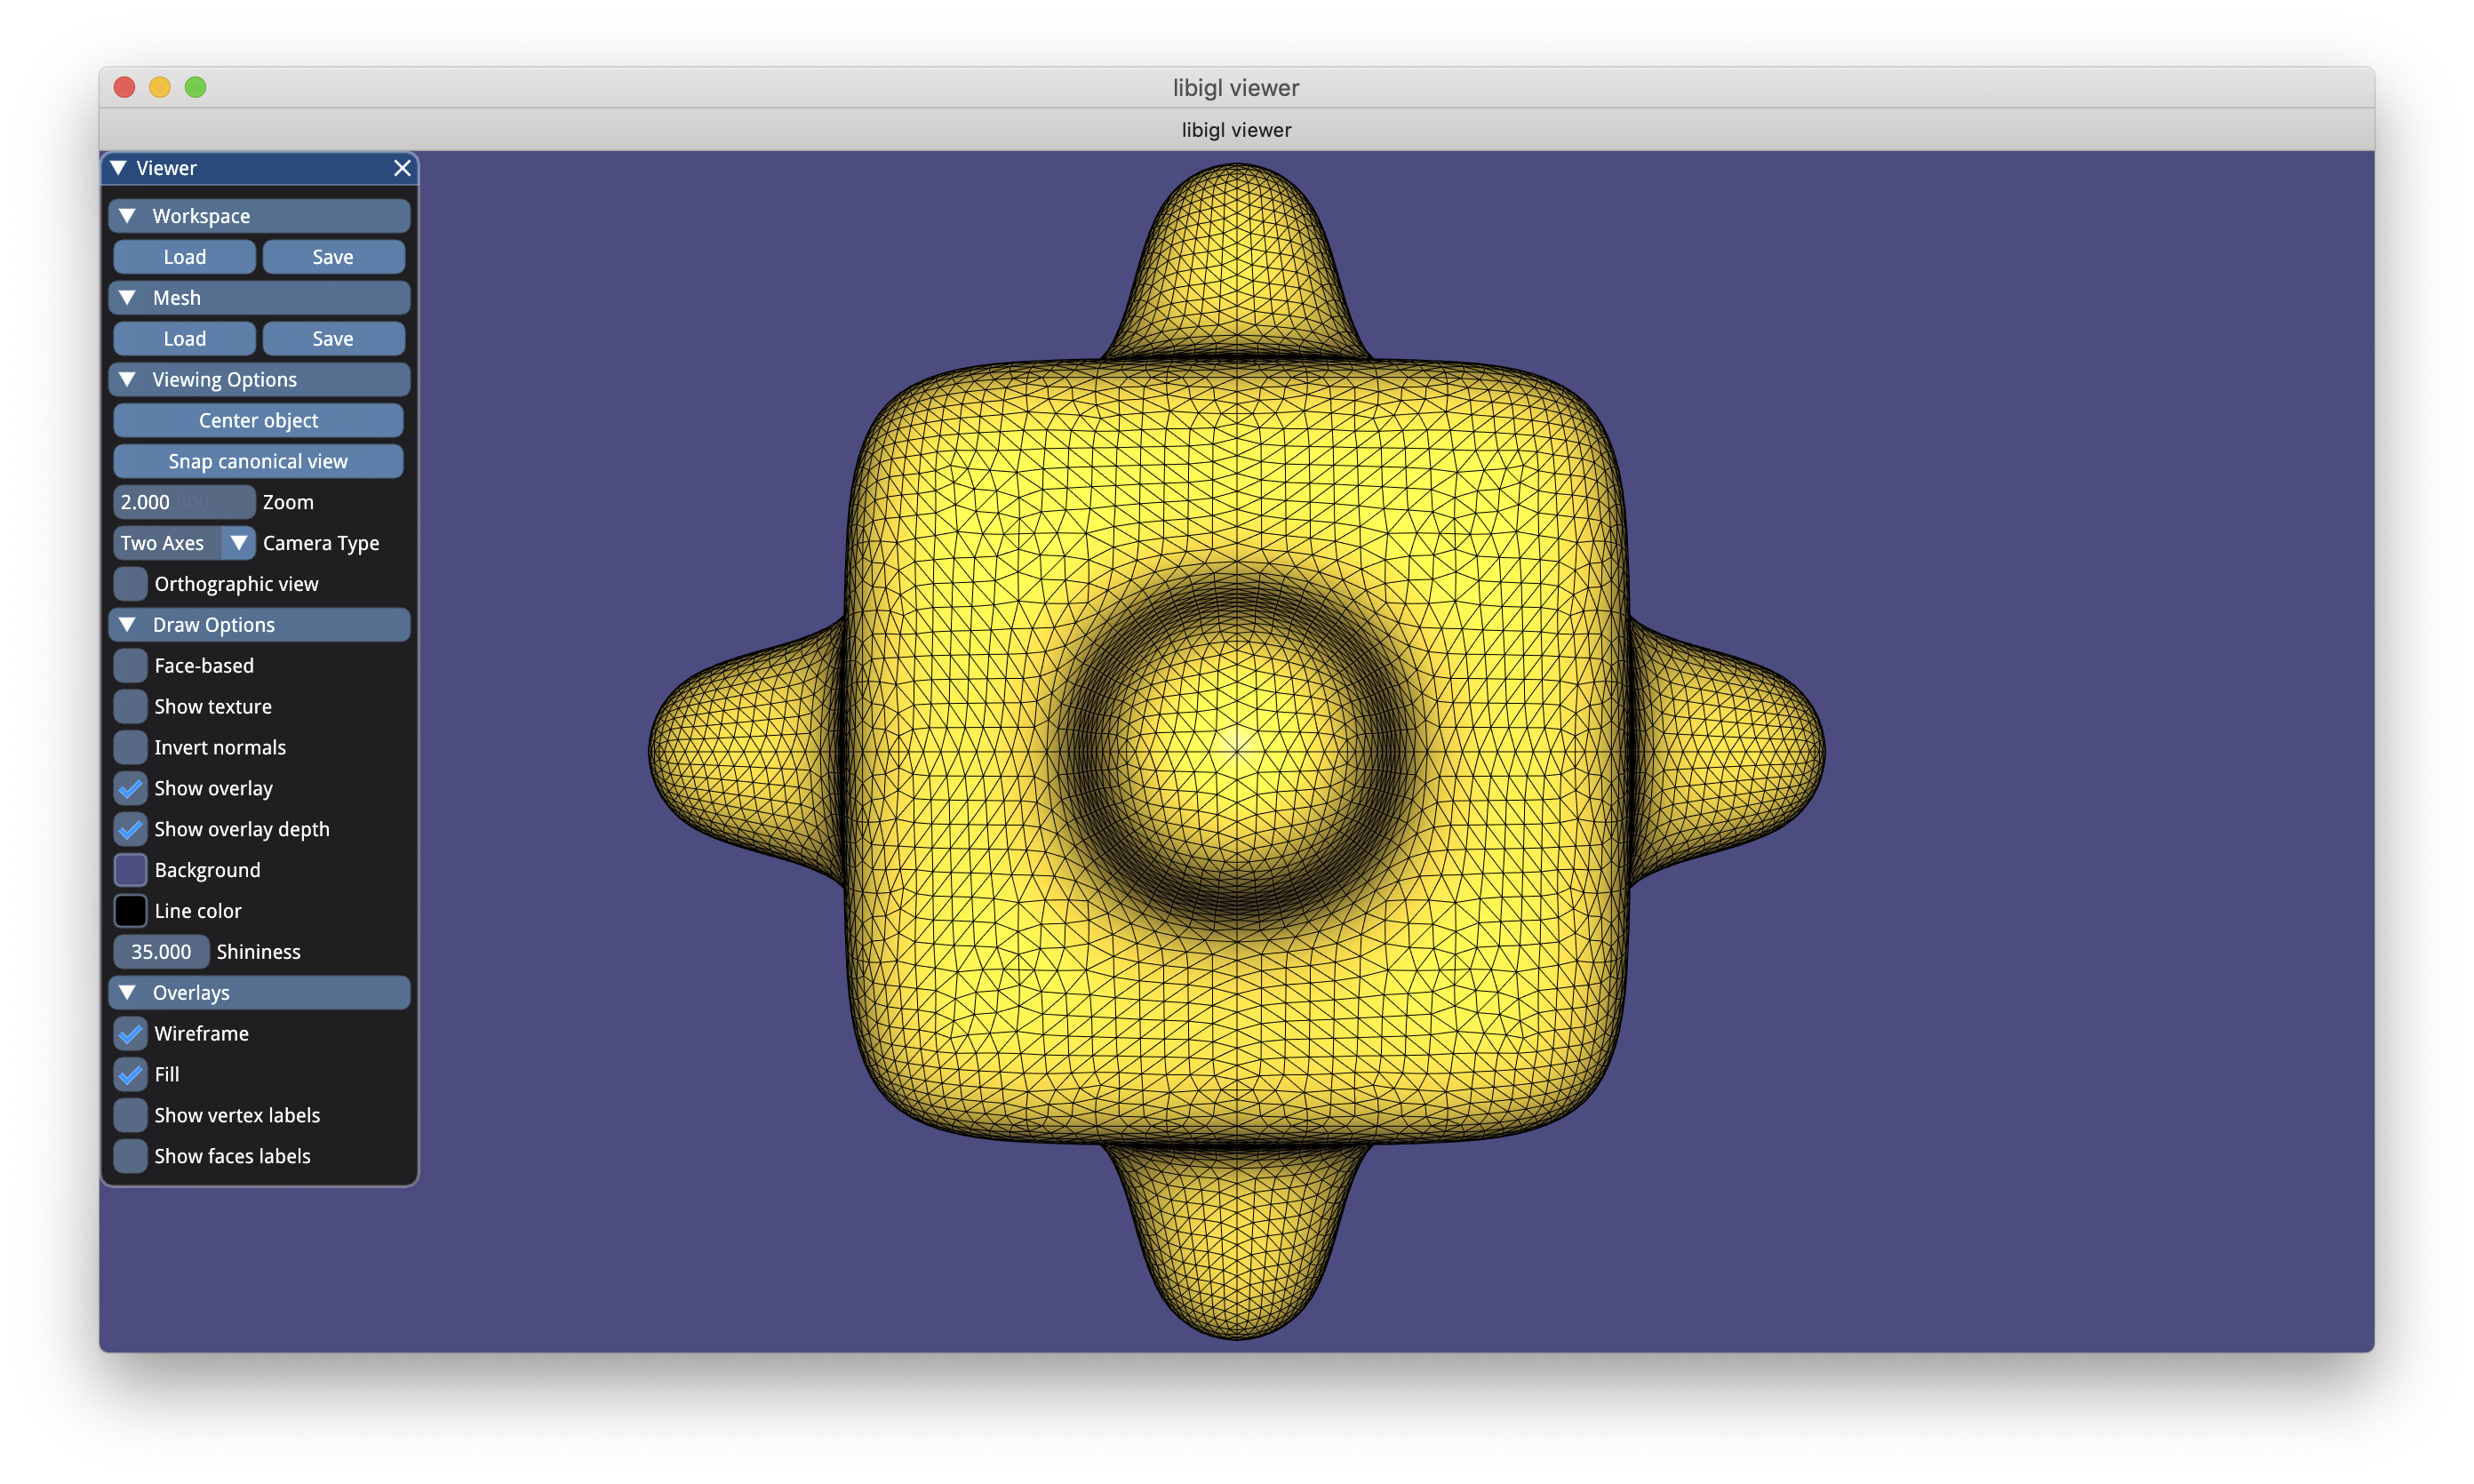 libigl viewer
libigl viewer
Viewer
Workspace
Load Save
Mesh
Load Save
Viewing Options
Center object
Snap canonical view
2.000 Zoom
Two Axes Camera Type
Orthographic view
Draw Options
Face-based
Show texture
Invert normals
Show overlay
Show overlay depth
Background
Line color
35.000 Shininess
Overlays
Wireframe
Fill
Show vertex labels
Show faces labels